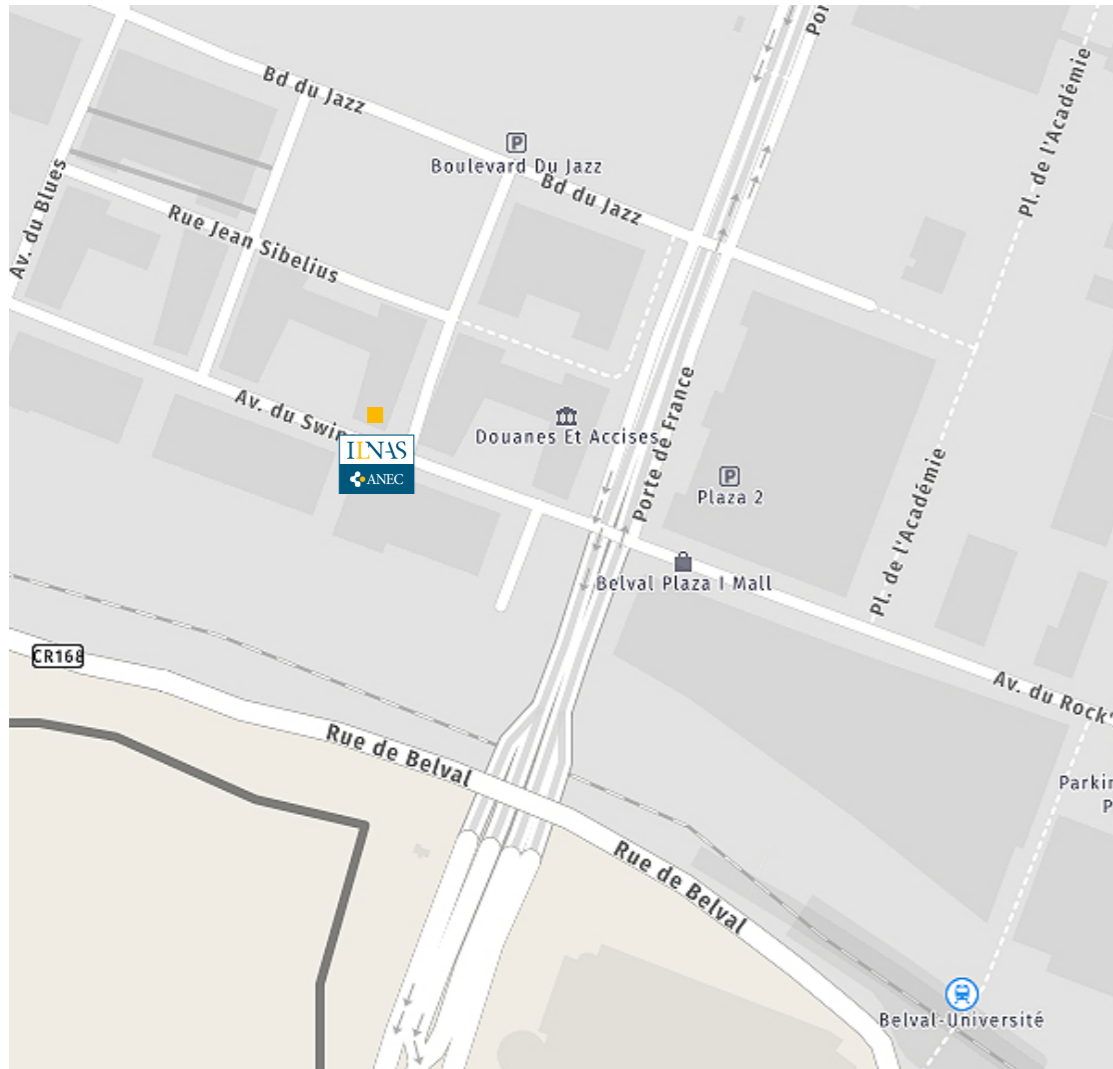 Bd du Jazz
Por
Pl. de l'Académie
P
Boulevard Du Jazz
Bd du Jazz
Av. du Blues
Rue Jean Sibelius
Porte de France
Av. du Swin
ILNAS
ANEC
Douanes Et Accises
P
Plaza 2
Pl. de l'Académie
Belval Plaza I Mall
CR168
Av. du Rock'
Rue de Belval
Parkin
P
Rue de Belval
Belval-Université